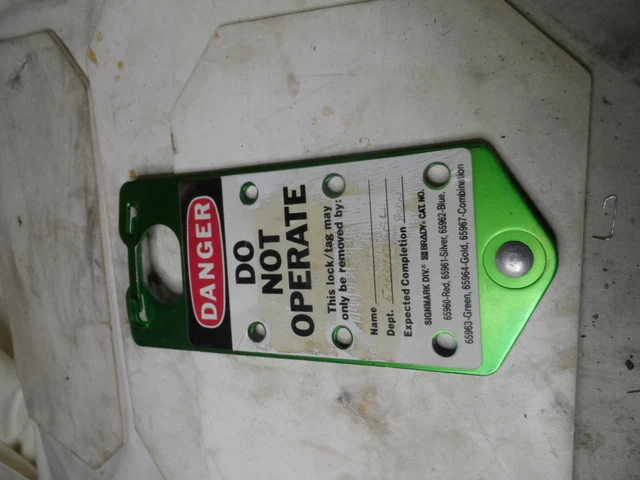 DANGER
DO
NOT
OPERATE
This lock/tag may
only be removed by:
Name
Dept.
Expected Completion
SIGNMARK DIV.® BRADY® CAT. NO.
65960-Red, 65961-Silver, 65962-Blue,
65963-Green, 65964-Gold, 65967-Combination